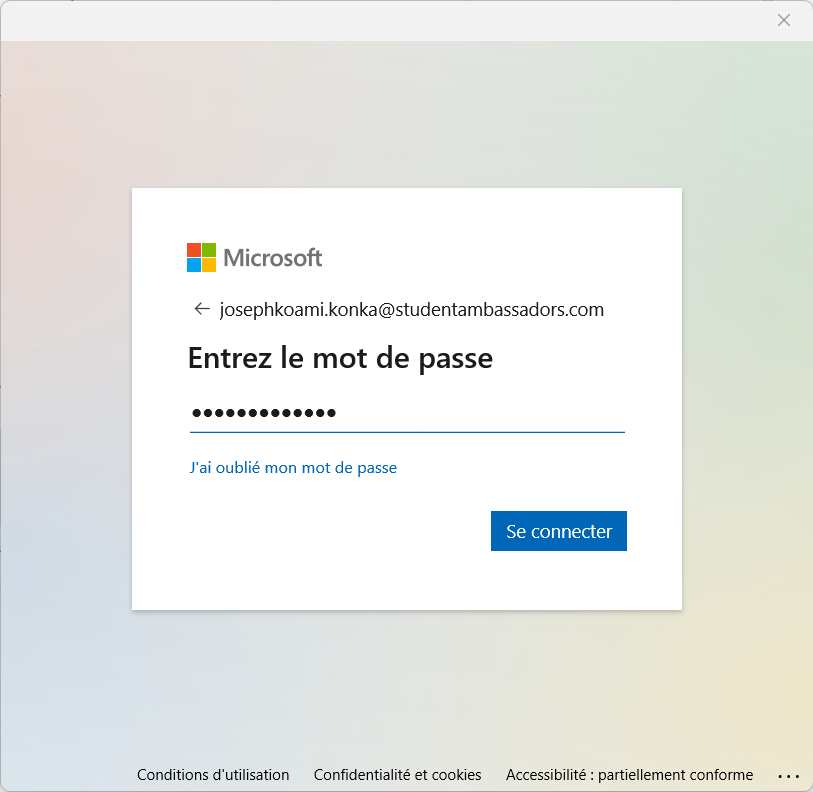 Microsoft
← josephkoami.konka@studentambassadors.com
Entrez le mot de passe
•••••••••••••
J'ai oublié mon mot de passe
Se connecter
Conditions d'utilisation Confidentialité et cookies Accessibilité : partiellement conforme ...